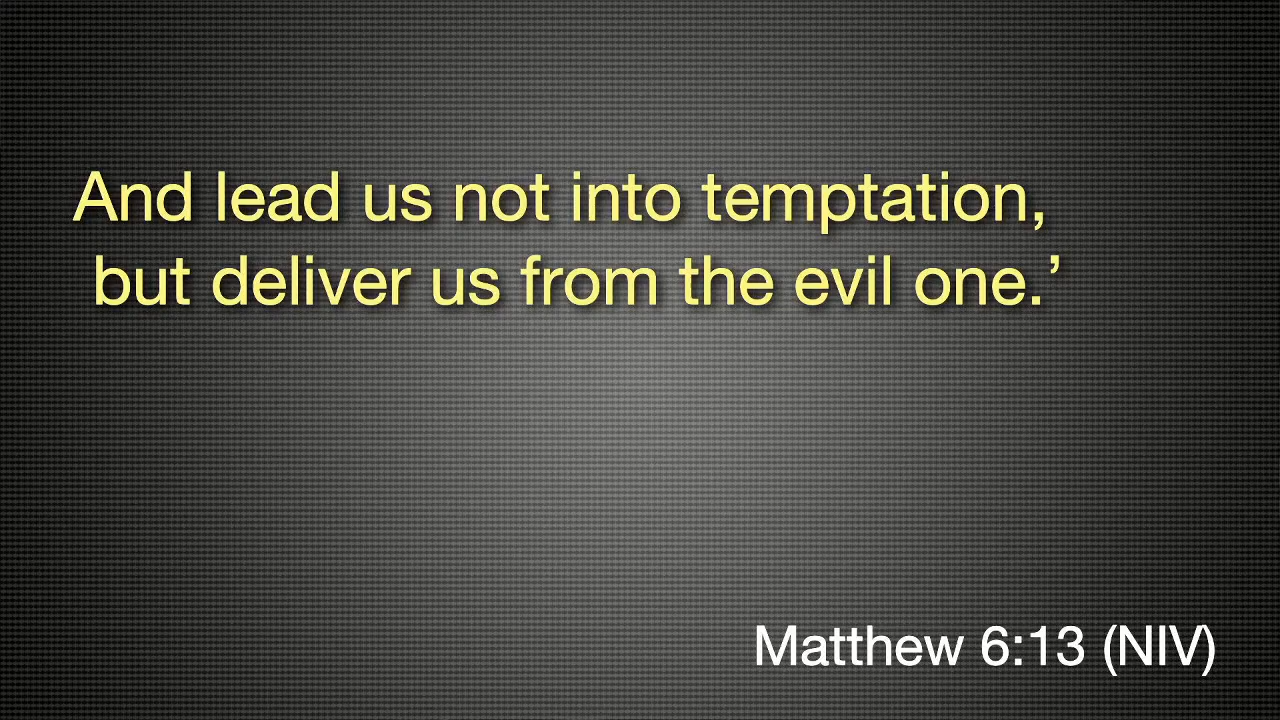 And lead us not into temptation,
but deliver us from the evil one.’
Matthew 6:13 (NIV)